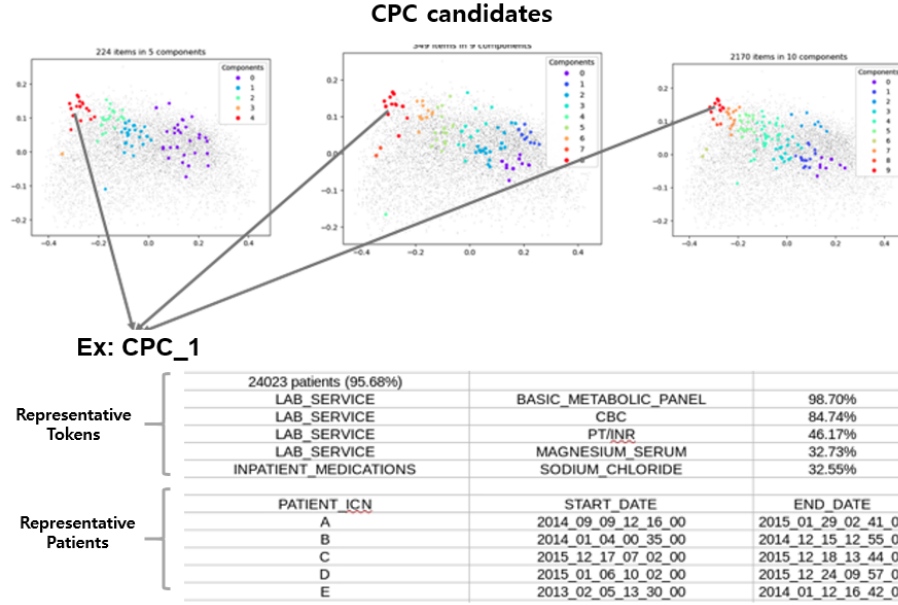 CPC candidates
224 items in 5 components
Components
0
1
2
3
4
0.2
0.1
0.0
−0.1
−0.2
−0.4
−0.2
0.0
0.2
0.4
349 items in 9 components
Components
0
1
2
3
4
5
6
7
0.2
0.1
0.0
−0.1
−0.2
−0.4
−0.2
0.0
0.2
0.4
2170 items in 10 components
Components
0
1
2
3
4
5
6
7
8
9
0.2
0.1
0.0
−0.1
−0.2
−0.4
−0.2
0.0
0.2
0.4
Ex: CPC_1
Representative
Tokens
24023 patients (95.68%)
LAB_SERVICE BASIC_METABOLIC_PANEL 98.70%
LAB_SERVICE CBC 84.74%
LAB_SERVICE PT/INR 46.17%
LAB_SERVICE MAGNESIUM_SERUM 32.73%
INPATIENT_MEDICATIONS SODIUM_CHLORIDE 32.55%
Representative
Patients
PATIENT_ICN START_DATE END_DATE
A 2014_09_09_12_16_00 2015_01_29_02_41_0
B 2014_01_04_00_35_00 2014_12_15_12_55_0
C 2015_12_17_07_02_00 2015_12_18_13_44_0
D 2015_01_06_10_02_00 2015_12_24_09_57_0
E 2013_02_05_13_30_00 2014_01_12_16_42_0